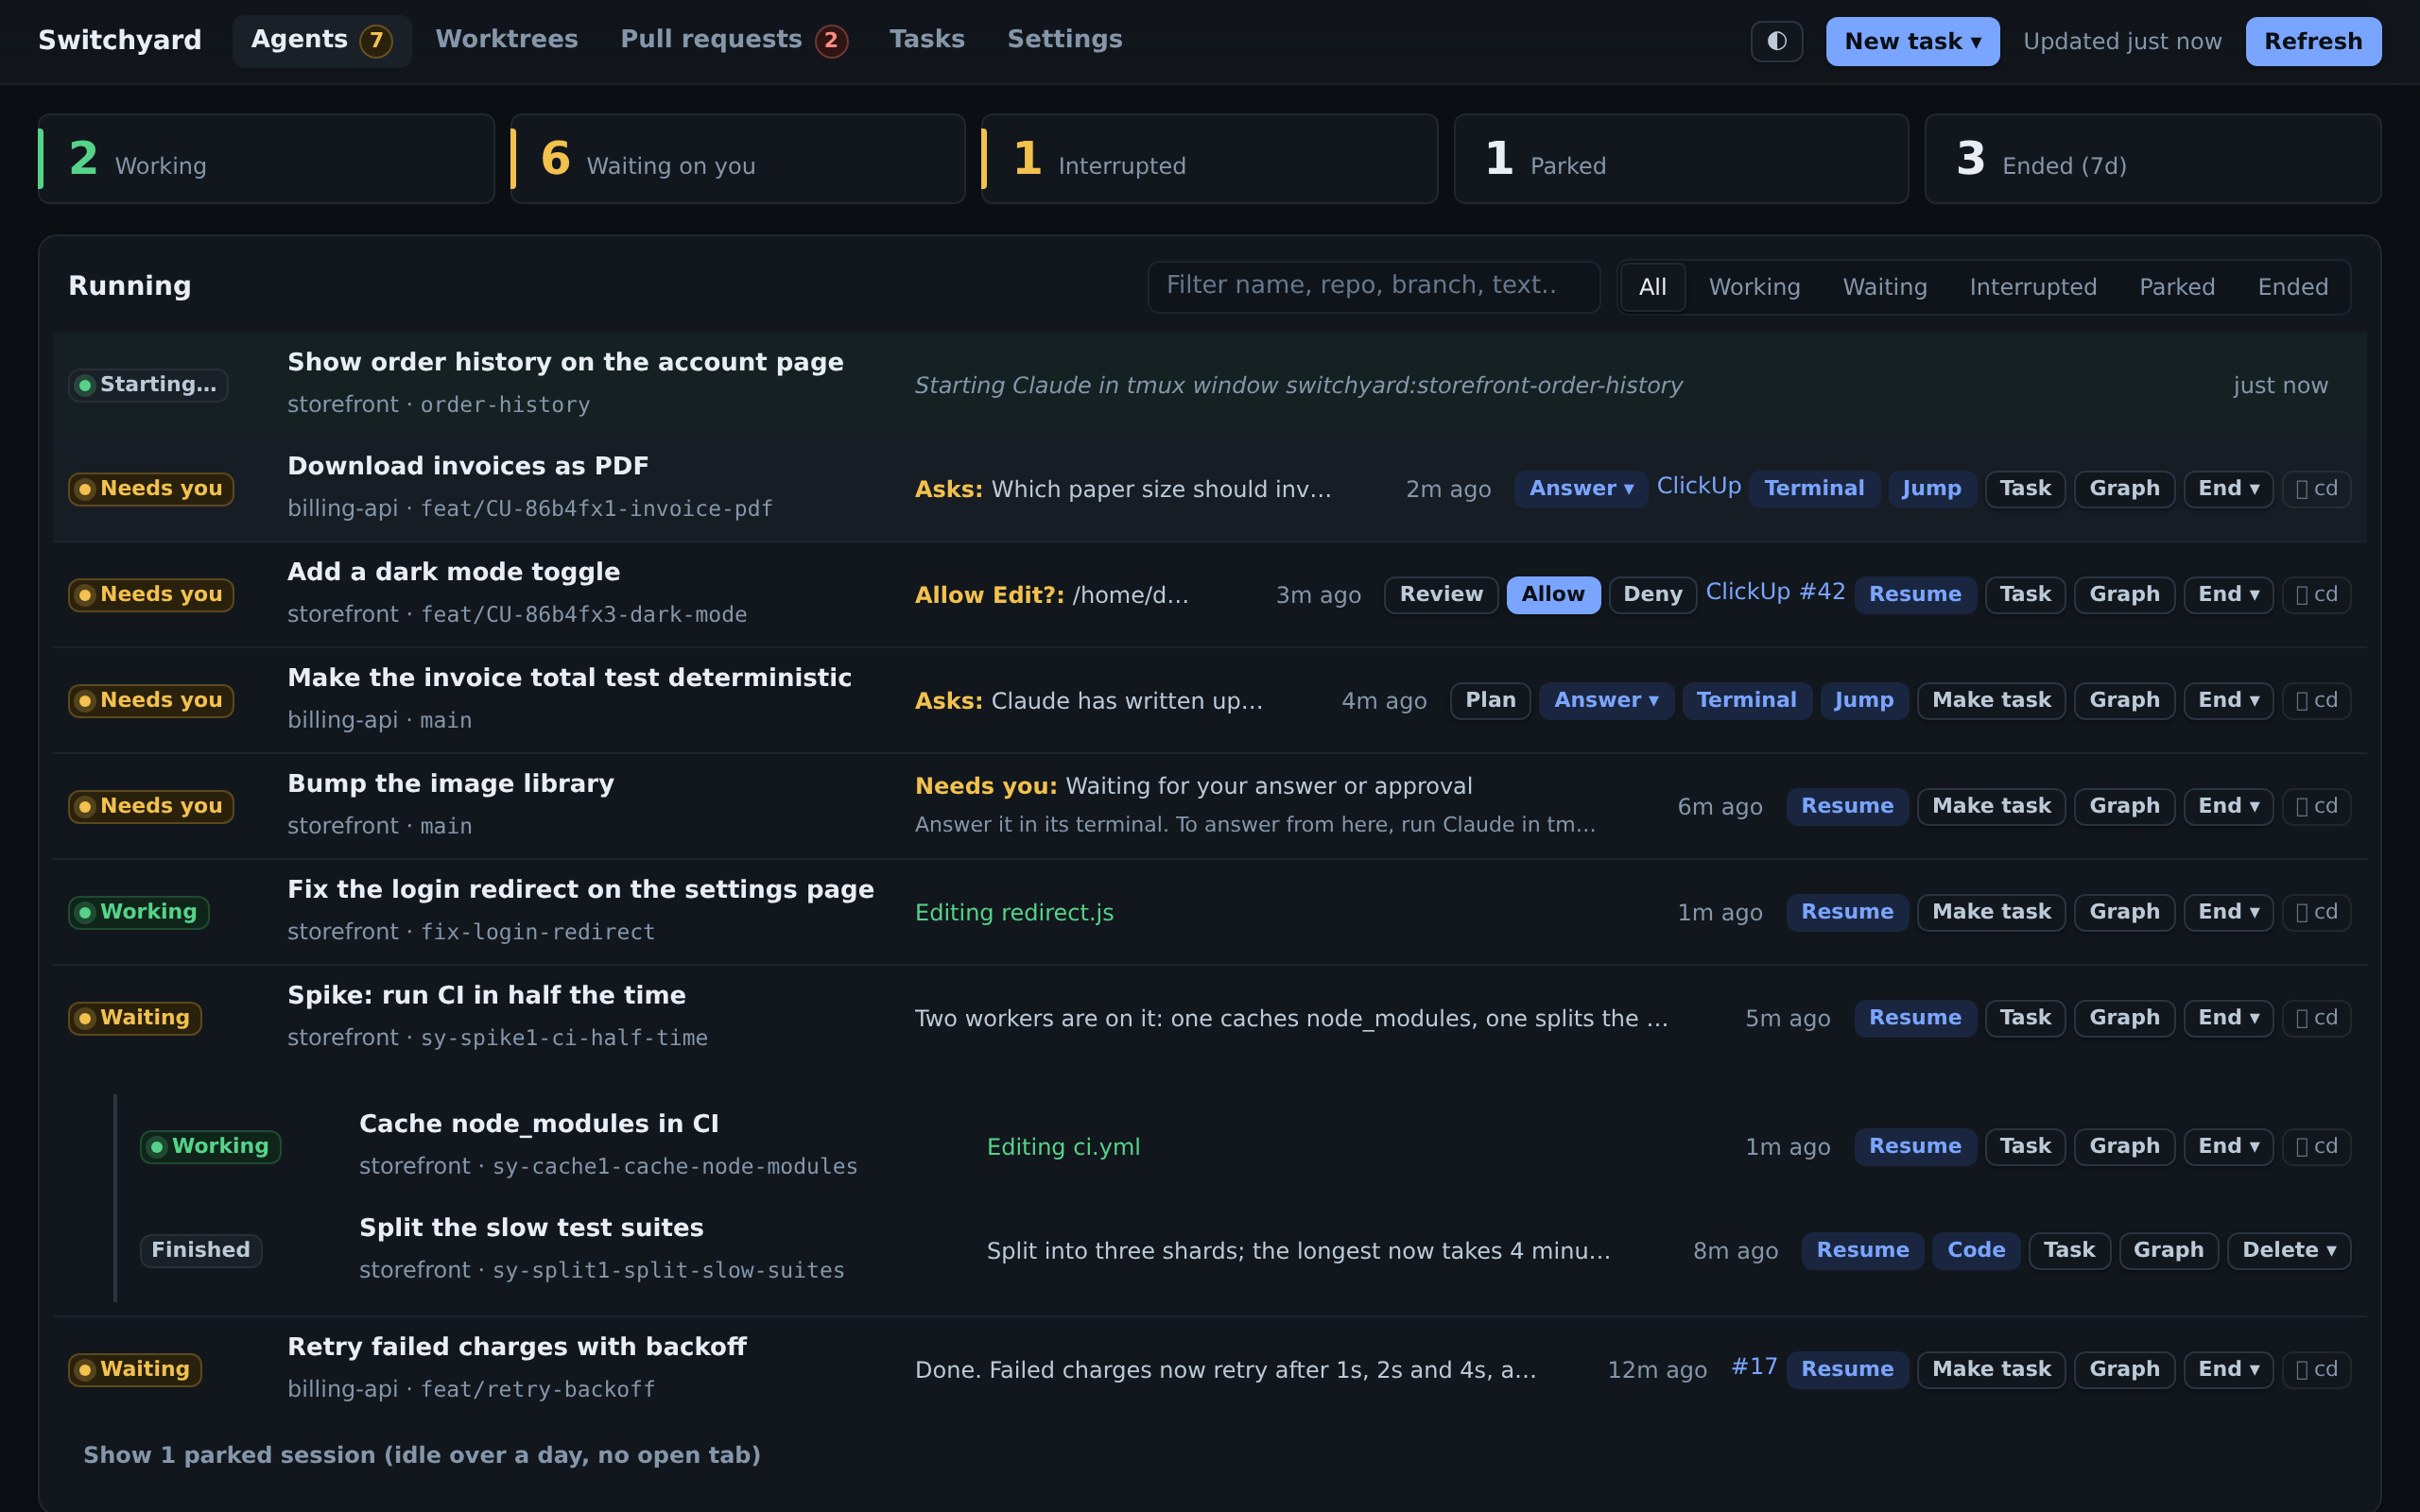 Switchyard Agents 7 Worktrees Pull requests 2 Tasks Settings New task ▾ Updated just now Refresh
2 Working 6 Waiting on you 1 Interrupted 1 Parked 3 Ended (7d)
Running Filter name, repo, branch, text.. All Working Waiting Interrupted Parked Ended
Show order history on the account page
Starting… Starting Claude in tmux window switchyard:storefront-order-history just now
storefront · order-history
Download invoices as PDF
Needs you Asks: Which paper size should inv… 2m ago Answer ▾ ClickUp Terminal Jump Task Graph End ▾ cd
billing-api · feat/CU-86b4fx1-invoice-pdf
Add a dark mode toggle
Needs you Allow Edit?: /home/d… 3m ago Review Allow Deny ClickUp #42 Resume Task Graph End ▾ cd
storefront · feat/CU-86b4fx3-dark-mode
Make the invoice total test deterministic
Needs you Asks: Claude has written up… 4m ago Plan Answer ▾ Terminal Jump Make task Graph End ▾ cd
billing-api · main
Bump the image library Needs you: Waiting for your answer or approval
Needs you 6m ago Resume Make task Graph End ▾ cd
storefront · main Answer it in its terminal. To answer from here, run Claude in tm…
Fix the login redirect on the settings page
Working Editing redirect.js 1m ago Resume Make task Graph End ▾ cd
storefront · fix-login-redirect
Spike: run CI in half the time
Waiting Two workers are on it: one caches node_modules, one splits the … 5m ago Resume Task Graph End ▾ cd
storefront · sy-spike1-ci-half-time
Cache node_modules in CI
Working Editing ci.yml 1m ago Resume Task Graph End ▾ cd
storefront · sy-cache1-cache-node-modules
Split the slow test suites
Finished Split into three shards; the longest now takes 4 minu… 8m ago Resume Code Task Graph Delete ▾
storefront · sy-split1-split-slow-suites
Retry failed charges with backoff
Waiting Done. Failed charges now retry after 1s, 2s and 4s, a… 12m ago #17 Resume Make task Graph End ▾ cd
billing-api · feat/retry-backoff
Show 1 parked session (idle over a day, no open tab)